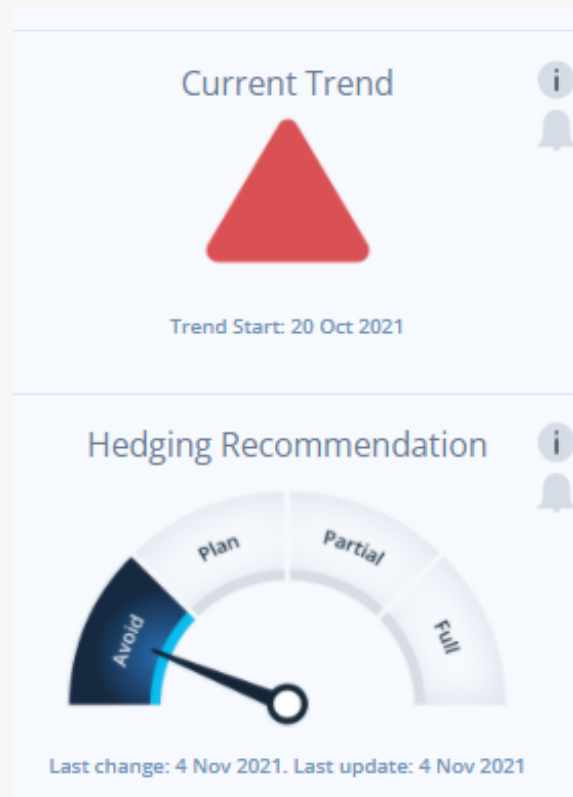 Current Trend
i
Trend Start: 20 Oct 2021
Hedging Recommendation
i
Plan
Partial
Avoid
Full
Last change: 4 Nov 2021. Last update: 4 Nov 2021